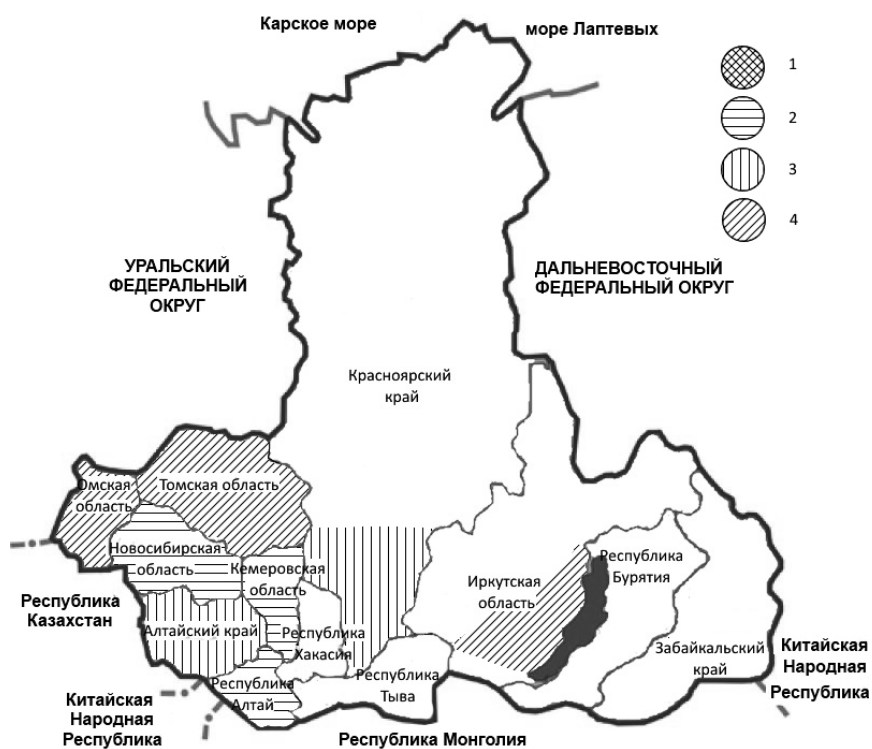 Карское море
море Лаптевых
1
2
3
4
УРАЛЬСКИЙ
ФЕДЕРАЛЬНЫЙ
ОКРУГ
ДАЛЬНЕВОСТОЧНЫЙ
ФЕДЕРАЛЬНЫЙ ОКРУГ
Красноярский
край
Омская
область
Томская область
Новосибирская
область
Кемеровская
область
Иркутская
область
Республика
Бурятия
Республика
Казахстан
Алтайский край
Республика
Хакасия
Забайкальский
край
Китайская
Народная
Республика
Республика
Тыва
Республика
Алтай
Китайская
Народная
Республика
Республика Монголия